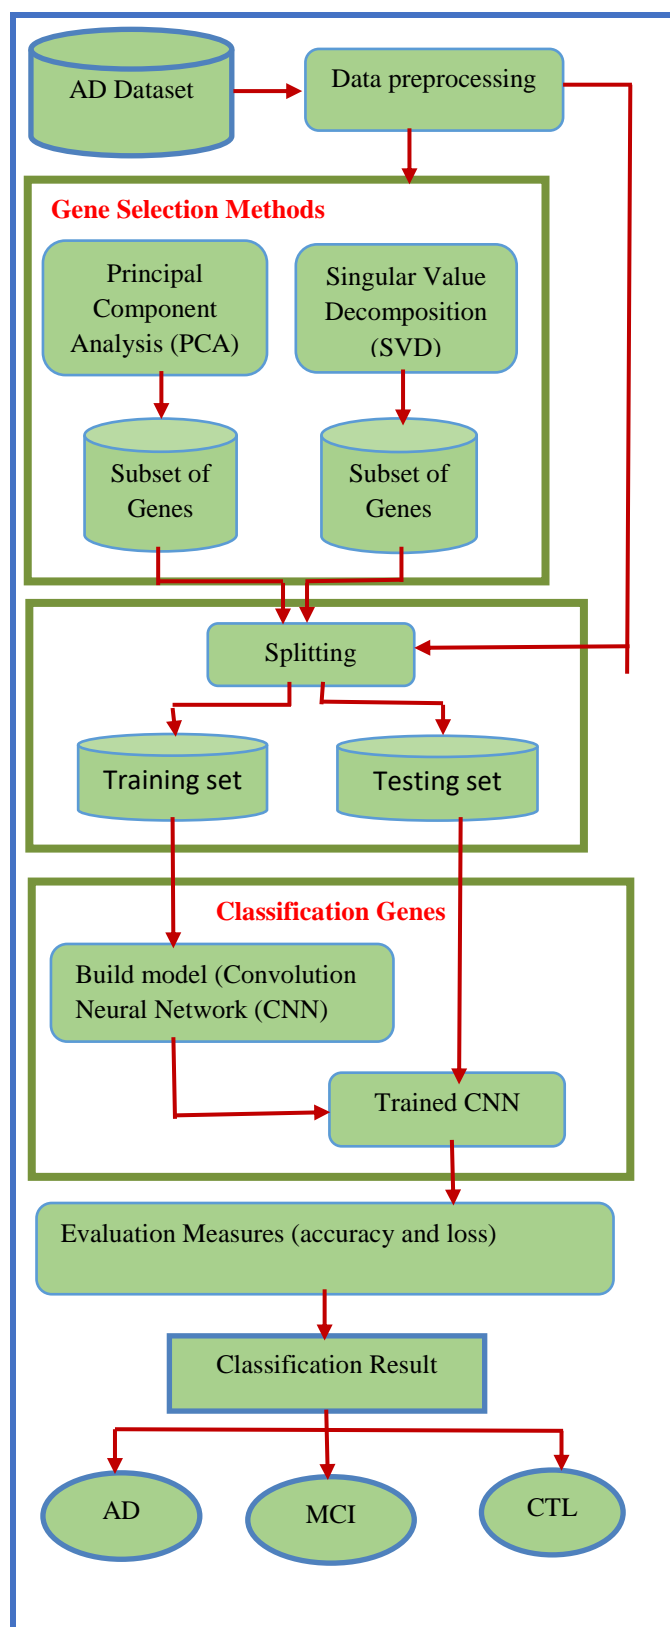 AD Dataset
Data preprocessing
Gene Selection Methods
Principal
Component
Analysis (PCA)
Singular Value
Decomposition
(SVD)
Subset of
Genes
Subset of
Genes
Splitting
Training set
Testing set
Classification Genes
Build model (Convolution
Neural Network (CNN)
Trained CNN
Evaluation Measures (accuracy and loss)
Classification Result
AD
MCI
CTL